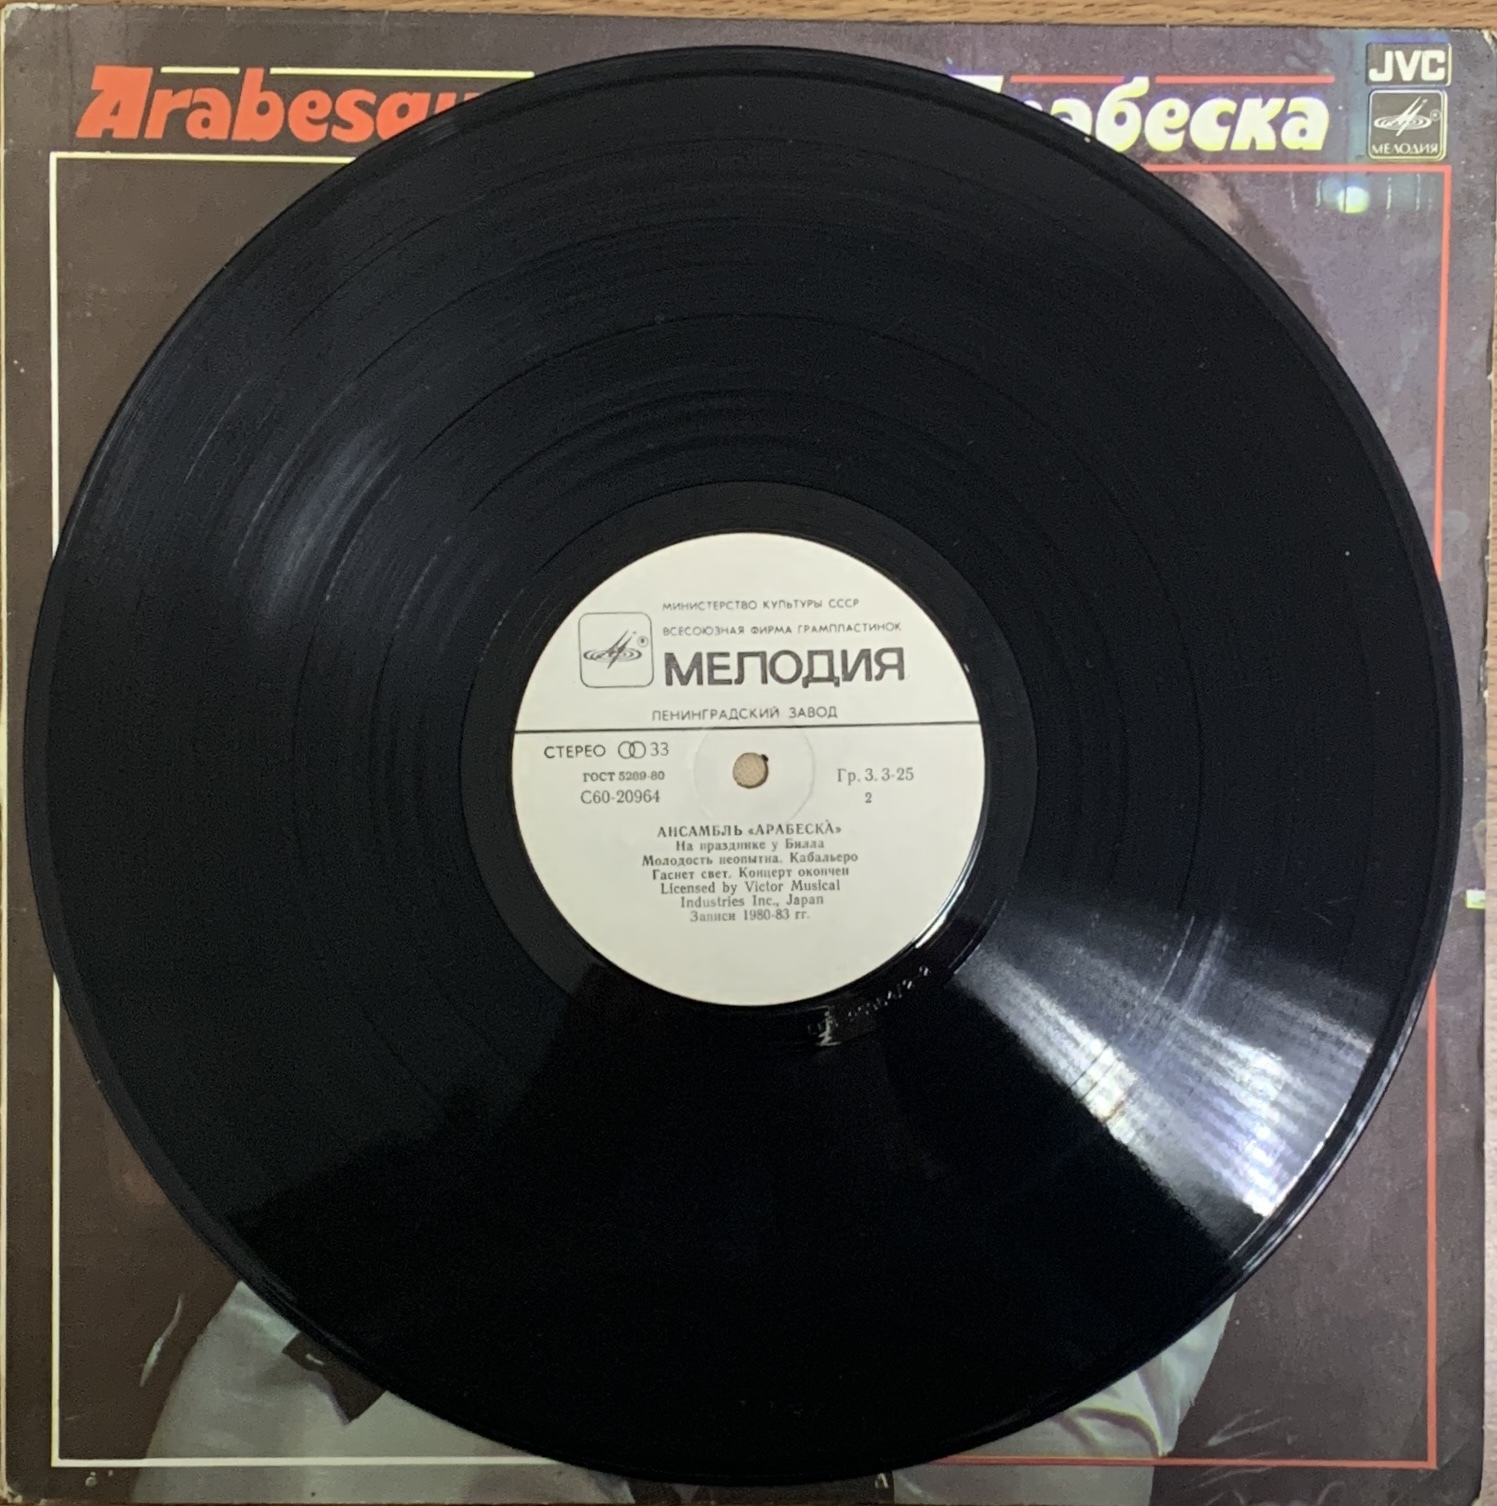 Arabesqu
рабеска
JVC
МЕЛОДИЯ
МИНИСТЕРСТВО КУЛЬТУРЫ СССР
ВСЕСОЮЗНАЯ ФИРМА ГРАМПЛАСТИНОК
МЕЛОДИЯ
ЛЕНИНГРАДСКИЙ ЗАВОД
СТЕРЕО 33
ГОСТ 5289-80
С60-20964
Гр. 3. 3-25
2
АНСАМБЛЬ «АРАБЕСКА»
На празднике у Билла
Молодость неопытна. Кабальеро
Гаснет свет. Концерт окончен
Licensed by Victor Musical
Industries Inc., Japan
Записи 1980-83 гг.